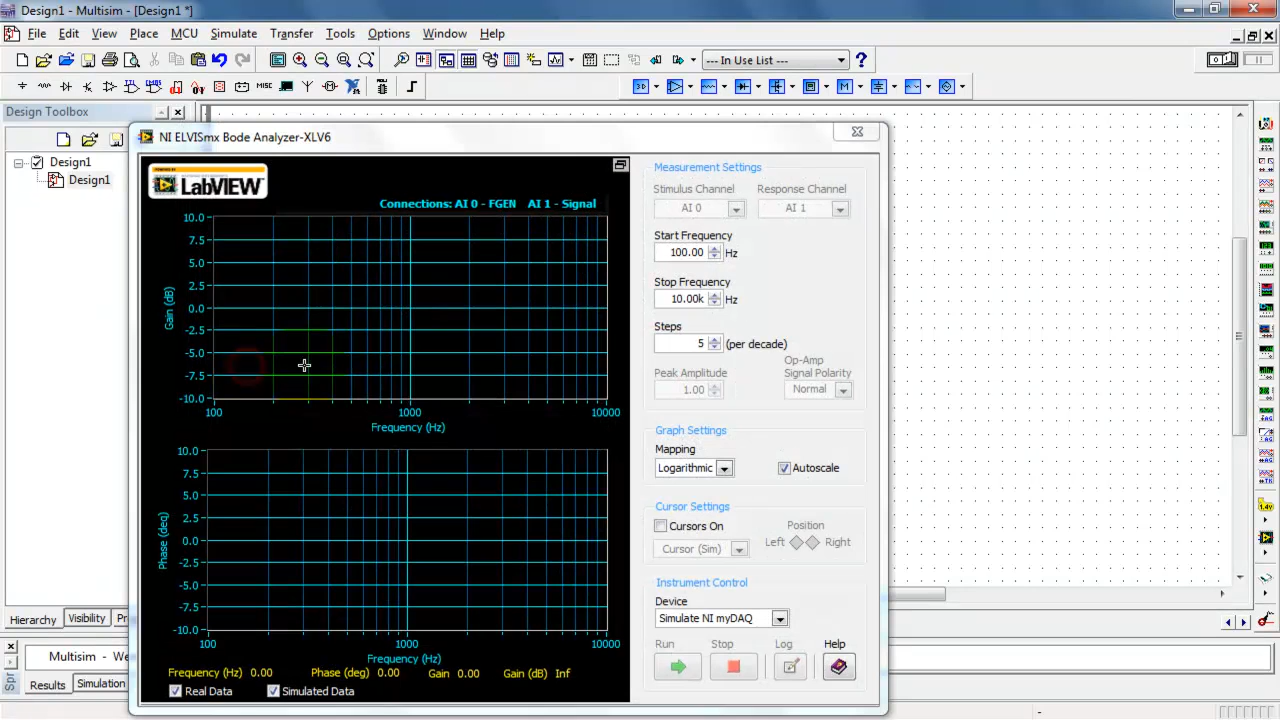 Design1 - Multisim - [Design1 *]
File Edit View Place MCU Simulate Transfer Tools Options Window Help
--- In Use List ---
MISC
Design Toolbox
Design1
Design1
NI ELVISmx Bode Analyzer-XLV6
POWERED BY
LabVIEW
Connections: AI 0 - FGEN AI 1 - Signal
10.0
7.5
5.0
2.5
0.0
-2.5
-5.0
-7.5
-10.0
Gain (dB)
100 1000 10000
Frequency (Hz)
10.0
7.5
5.0
2.5
0.0
-2.5
-5.0
-7.5
-10.0
Phase (deg)
100 1000 10000
Frequency (Hz)
Frequency (Hz) 0.00 Phase (deg) 0.00 Gain 0.00 Gain (dB) Inf
Real Data Simulated Data
Measurement Settings
Stimulus Channel Response Channel
AI 0 AI 1
Start Frequency
100.00 Hz
Stop Frequency
10.00k Hz
Steps
5 (per decade)
Peak Amplitude Op-Amp Signal Polarity
1.00 Normal
Graph Settings
Mapping
Logarithmic Autoscale
Cursor Settings
Cursors On Position
Cursor (Sim) Left Right
Instrument Control
Device
Simulate NI myDAQ
Run Stop Log Help
Hierarchy Visibility
Multisim - We
Results Simulation
1.4v
-